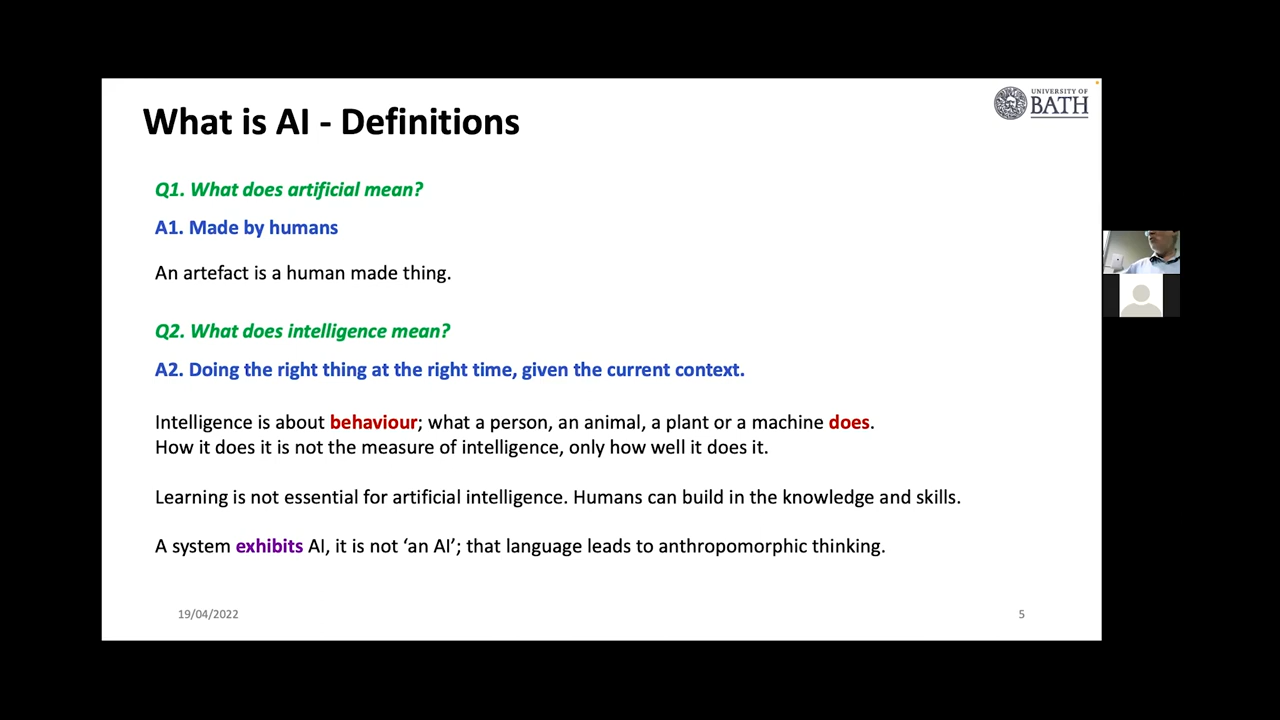 UNIVERSITY OF
BATH
What is AI - Definitions
Q1. What does artificial mean?
A1. Made by humans
An artefact is a human made thing.
Q2. What does intelligence mean?
A2. Doing the right thing at the right time, given the current context.
Intelligence is about behaviour; what a person, an animal, a plant or a machine does.
How it does it is not the measure of intelligence, only how well it does it.
Learning is not essential for artificial intelligence. Humans can build in the knowledge and skills.
A system exhibits AI, it is not ‘an AI’; that language leads to anthropomorphic thinking.
19/04/2022
5